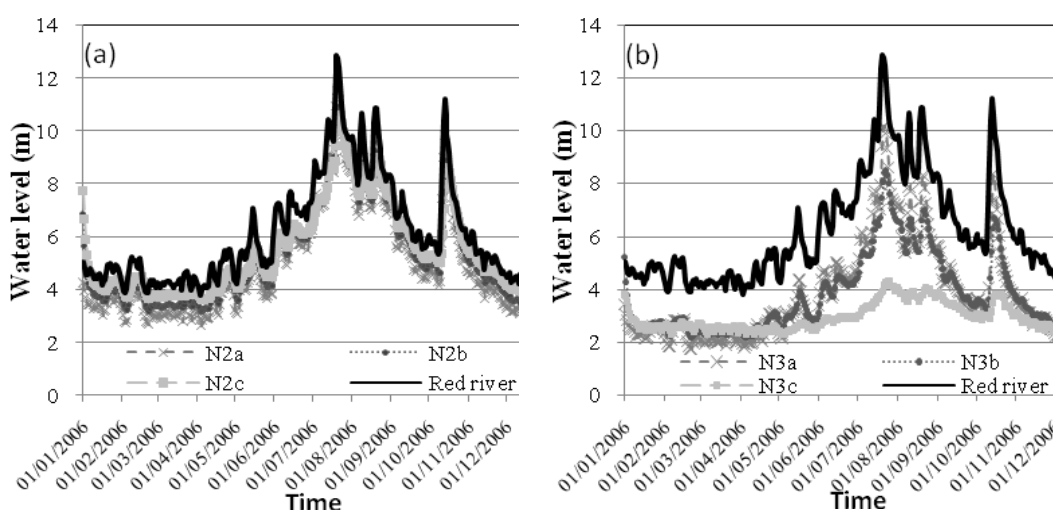 (a)
14
12
10
8
6
4
2
0
Water level (m)
N2a
N2b
N2c
Red river
01/01/2006
01/02/2006
01/03/2006
01/04/2006
01/05/2006
01/06/2006
01/07/2006
01/08/2006
01/09/2006
01/10/2006
01/11/2006
01/12/2006
Time
(b)
14
12
10
8
6
4
2
0
Water level (m)
N3a
N3b
N3c
Red river
01/01/2006
01/02/2006
01/03/2006
01/04/2006
01/05/2006
01/06/2006
01/07/2006
01/08/2006
01/09/2006
01/10/2006
01/11/2006
01/12/2006
Time